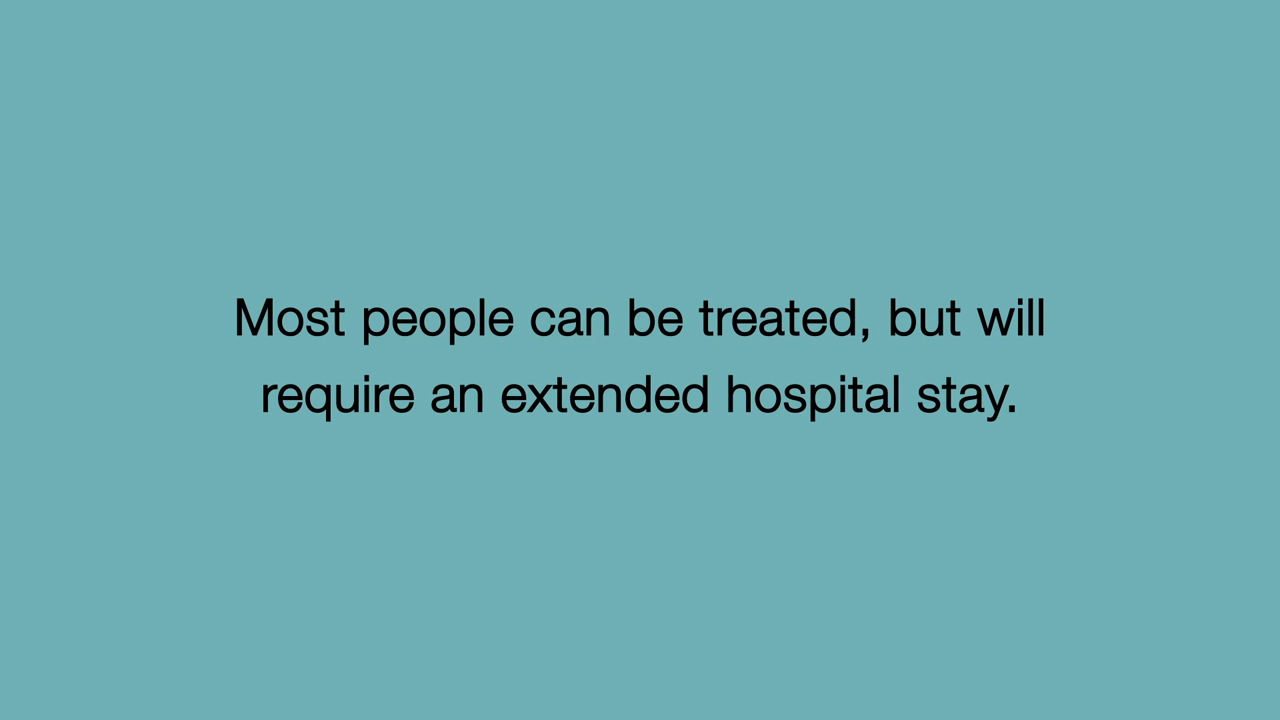 Most people can be treated, but will
require an extended hospital stay.